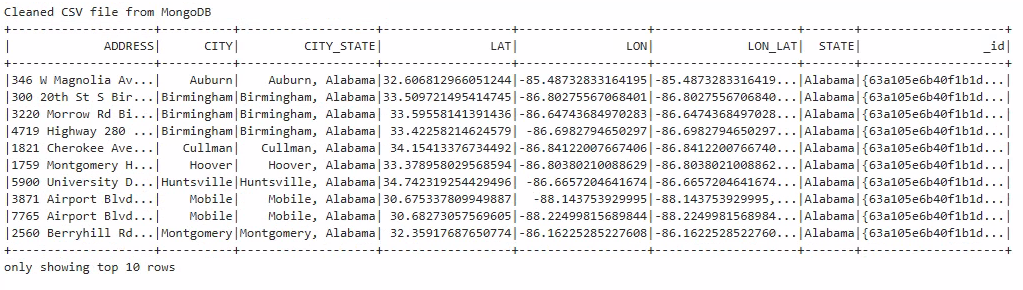 Cleaned CSV file from MongoDB
+--------------------+----------+-------------------+------------------+------------------+--------------------+-------+--------------------+
|             ADDRESS|      CITY|         CITY_STATE|               LAT|               LON|             LON_LAT|  STATE|                 _id|
+--------------------+----------+-------------------+------------------+------------------+--------------------+-------+--------------------+
|346 W Magnolia Av...|    Auburn|    Auburn, Alabama|32.606812966051244|-85.48732833164195|-85.4873283316419...|Alabama|{63a105e6b40f1b1d...|
|300 20th St S Bir...|Birmingham|Birmingham, Alabama|33.509721495414745|-86.80275567068401|-86.8027556706840...|Alabama|{63a105e6b40f1b1d...|
|3220 Morrow Rd Bi...|Birmingham|Birmingham, Alabama| 33.59558141391436|-86.64743684970283|-86.6474368497028...|Alabama|{63a105e6b40f1b1d...|
|4719 Highway 280 ...|Birmingham|Birmingham, Alabama| 33.42258214624579| -86.6982794650297|-86.6982794650297...|Alabama|{63a105e6b40f1b1d...|
|1821 Cherokee Ave...|   Cullman|   Cullman, Alabama| 34.15413376734492|-86.84122007667406|-86.8412200766740...|Alabama|{63a105e6b40f1b1d...|
|1759 Montgomery H...|    Hoover|    Hoover, Alabama|33.378958029568594|-86.80380210088629|-86.8038021008862...|Alabama|{63a105e6b40f1b1d...|
|5900 University D...|Huntsville|Huntsville, Alabama|34.742319254429496| -86.6657204641674|-86.6657204641674...|Alabama|{63a105e6b40f1b1d...|
|3871 Airport Blvd...|    Mobile|    Mobile, Alabama|30.675337809949887|  -88.143753929995|-88.143753929995,...|Alabama|{63a105e6b40f1b1d...|
|7765 Airport Blvd...|    Mobile|    Mobile, Alabama| 30.68273057569605|-88.22499815689844|-88.2249981568984...|Alabama|{63a105e6b40f1b1d...|
|2560 Berryhill Rd...|Montgomery|Montgomery, Alabama| 32.35917687650774|-86.16225285227608|-86.1622528522760...|Alabama|{63a105e6b40f1b1d...|
+--------------------+----------+-------------------+------------------+------------------+--------------------+-------+--------------------+
only showing top 10 rows